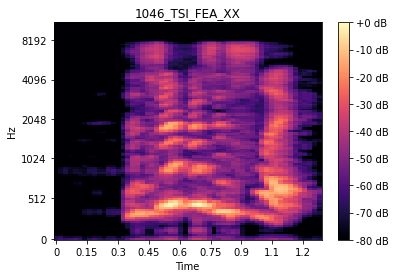 1046_TSI_FEA_XX
+0 dB
8192
-10 dB
4096
-20 dB
-30 dB
2048
Hz
-40 dB
1024
-50 dB
512
-60 dB
-70 dB
0
-80 dB
0 0.15 0.3 0.45 0.6 0.75 0.9 1.1 1.2
Time